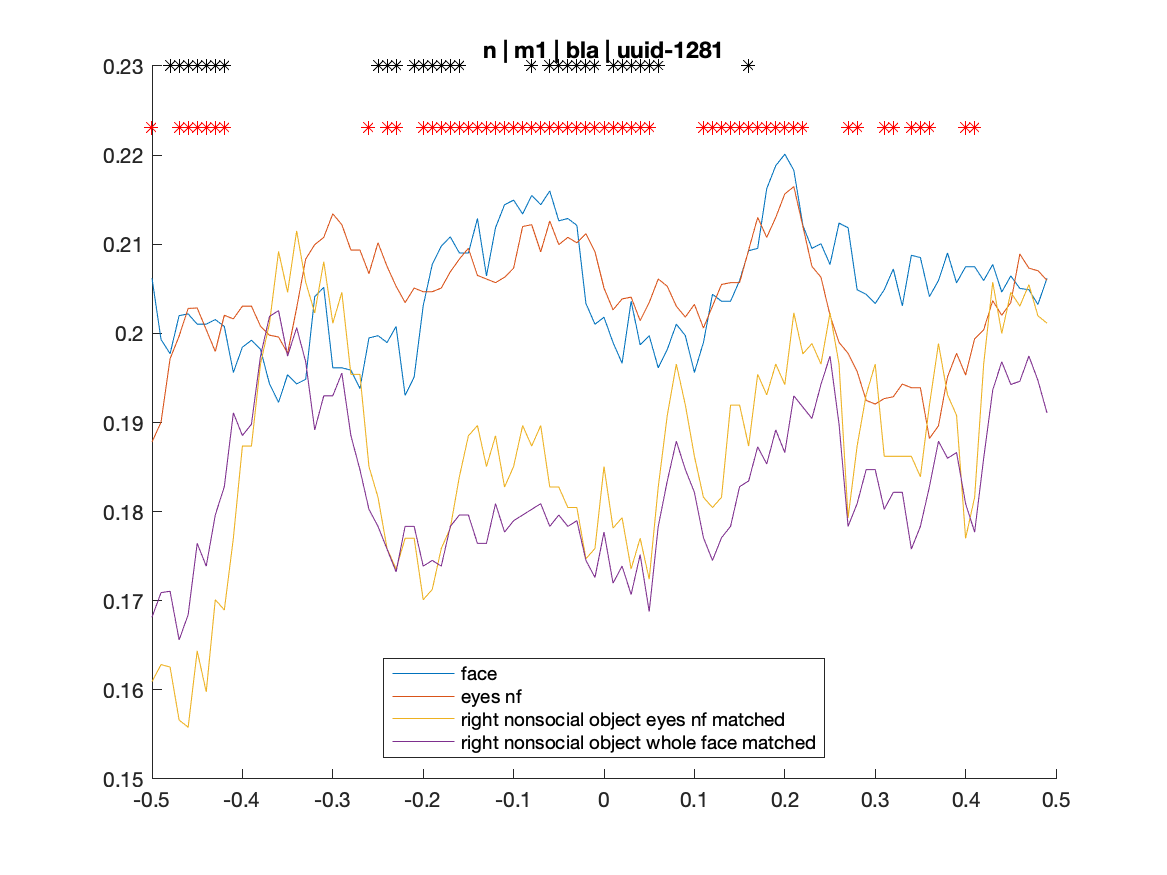 n | m1 | bla | uuid-1281
0.23
0.22
0.21
0.2
0.19
0.18
0.17
0.16
0.15
face
eyes nf
right nonsocial object eyes nf matched
right nonsocial object whole face matched
-0.5 -0.4 -0.3 -0.2 -0.1 0 0.1 0.2 0.3 0.4 0.5